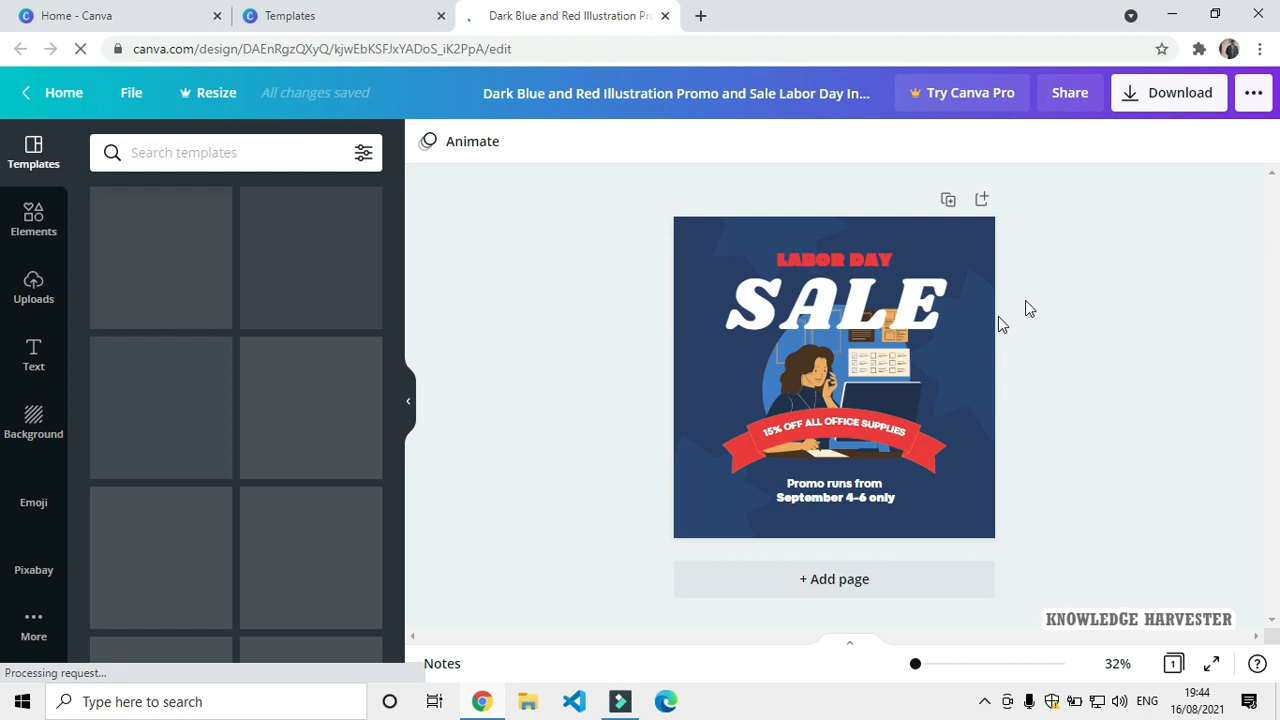 Home - Canva
Templates
Dark Blue and Red Illustration Pr
canva.com/design/DAEnRgzQXyQ/kjwEbKSFJxYADoS_iK2PpA/edit
Home
File
Resize
All changes saved
Dark Blue and Red Illustration Promo and Sale Labor Day In...
Try Canva Pro
Share
Download
Templates
Search templates
Animate
Elements
Uploads
Text
Background
Emoji
Pixabay
More
LABOR DAY
SALE
15% OFF ALL OFFICE SUPPLIES
Promo runs from
September 4-6 only
+ Add page
KNOWLEDGE HARVESTER
Processing request...
Notes
1
32%
Type here to search
ENG
19:44
16/08/2021